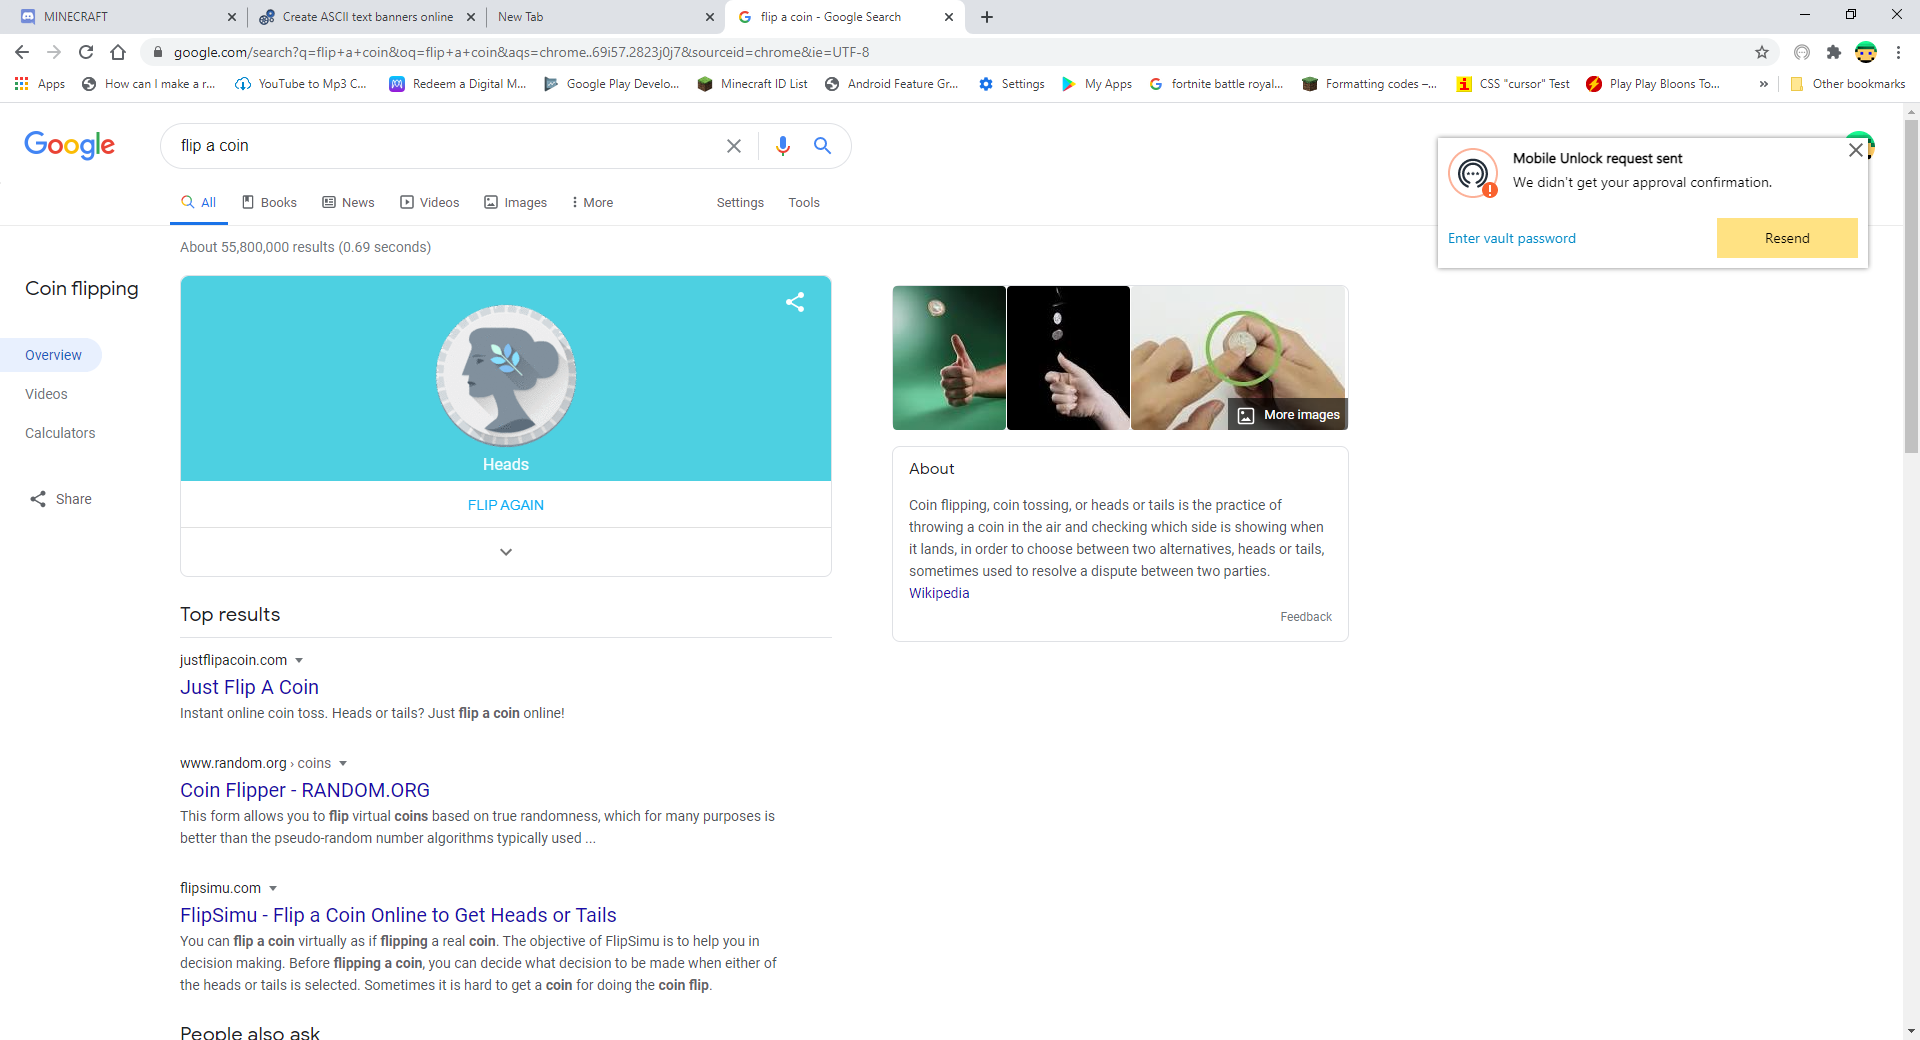 MINECRAFT
Create ASCII text banners online
New Tab
flip a coin - Google Search
google.com/search?q=flip+a+coin&oq=flip+a+coin&aqs=chrome..69i57.2823j0j7&sourceid=chrome&ie=UTF-8
Apps
How can I make a r...
YouTube to Mp3 C...
Redeem a Digital M...
Google Play Develo...
Minecraft ID List
Android Feature Gr...
Settings
My Apps
fortnite battle royal...
Formatting codes –...
CSS "cursor" Test
Play Play Bloons To...
»
Other bookmarks
Google
flip a coin
All
Books
News
Videos
Images
More
Settings
Tools
Mobile Unlock request sent
We didn't get your approval confirmation.
Enter vault password
Resend
About 55,800,000 results (0.69 seconds)
Coin flipping
Overview
Videos
Calculators
Share
Heads
FLIP AGAIN
More images
About
Coin flipping, coin tossing, or heads or tails is the practice of
throwing a coin in the air and checking which side is showing when
it lands, in order to choose between two alternatives, heads or tails,
sometimes used to resolve a dispute between two parties.
Wikipedia
Feedback
Top results
justflipacoin.com
Just Flip A Coin
Instant online coin toss. Heads or tails? Just flip a coin online!
www.random.org › coins
Coin Flipper - RANDOM.ORG
This form allows you to flip virtual coins based on true randomness, which for many purposes is
better than the pseudo-random number algorithms typically used ...
flipsimu.com
FlipSimu - Flip a Coin Online to Get Heads or Tails
You can flip a coin virtually as if flipping a real coin. The objective of FlipSimu is to help you in
decision making. Before flipping a coin, you can decide what decision to be made when either of
the heads or tails is selected. Sometimes it is hard to get a coin for doing the coin flip.
People also ask